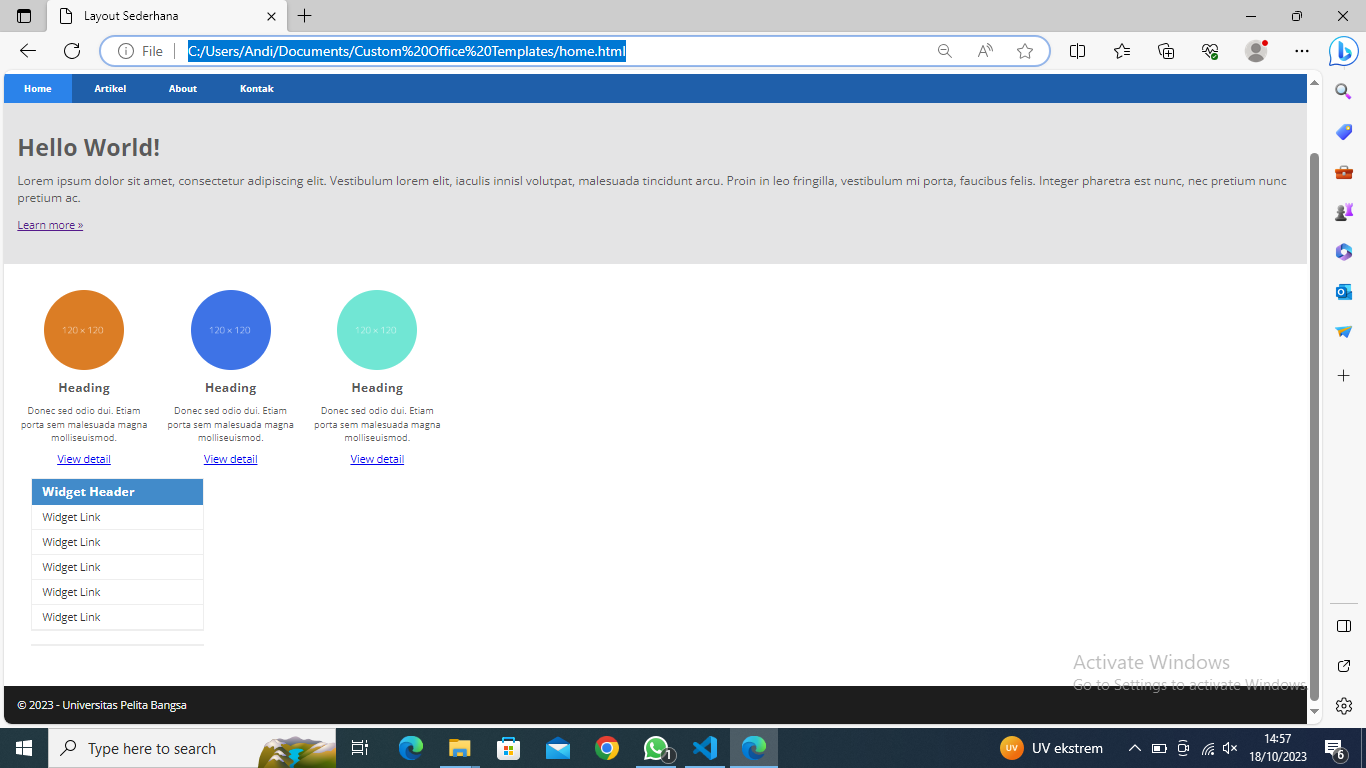 Layout Sederhana
File
C:/Users/Andi/Documents/Custom%20Office%20Templates/home.html
Home Artikel About Kontak
Hello World!
Lorem ipsum dolor sit amet, consectetur adipiscing elit. Vestibulum lorem elit, iaculis innisl volutpat, malesuada tincidunt arcu. Proin in leo fringilla, vestibulum mi porta, faucibus felis. Integer pharetra est nunc, nec pretium nunc
pretium ac.
Learn more »
120 × 120
Heading
Donec sed odio dui. Etiam
porta sem malesuada magna
molliseuismod.
View detail
120 × 120
Heading
Donec sed odio dui. Etiam
porta sem malesuada magna
molliseuismod.
View detail
120 × 120
Heading
Donec sed odio dui. Etiam
porta sem malesuada magna
molliseuismod.
View detail
Widget Header
Widget Link
Widget Link
Widget Link
Widget Link
Widget Link
Activate Windows
Go to Settings to activate Windows.
© 2023 - Universitas Pelita Bangsa
Type here to search
1
UV
UV ekstrem
14:57
18/10/2023
6